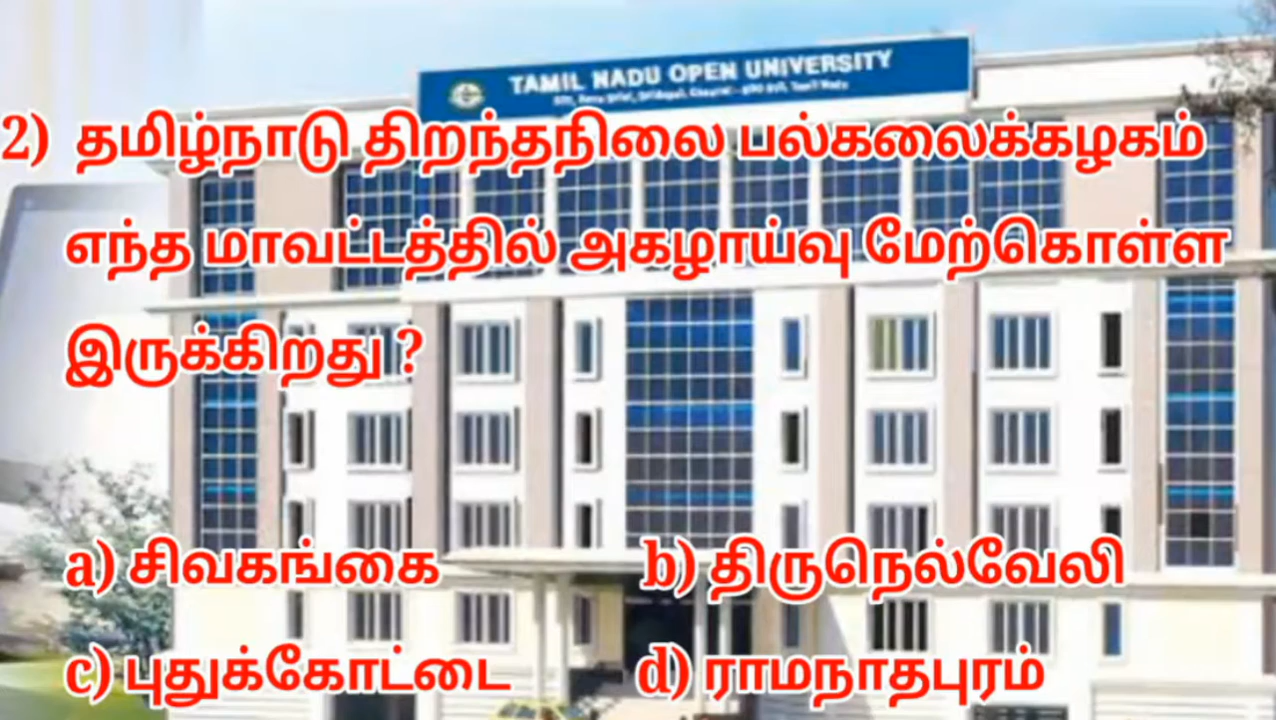 TAMIL NADU OPEN UNIVERSITY
2) தமிழ்நாடு திறந்தநிலை பல்கலைக்கழகம்
எந்த மாவட்டத்தில் அகழாய்வு மேற்கொள்ள
இருக்கிறது ?
a) சிவகங்கை b) திருநெல்வேலி
c) புதுக்கோட்டை d) ராமநாதபுரம்